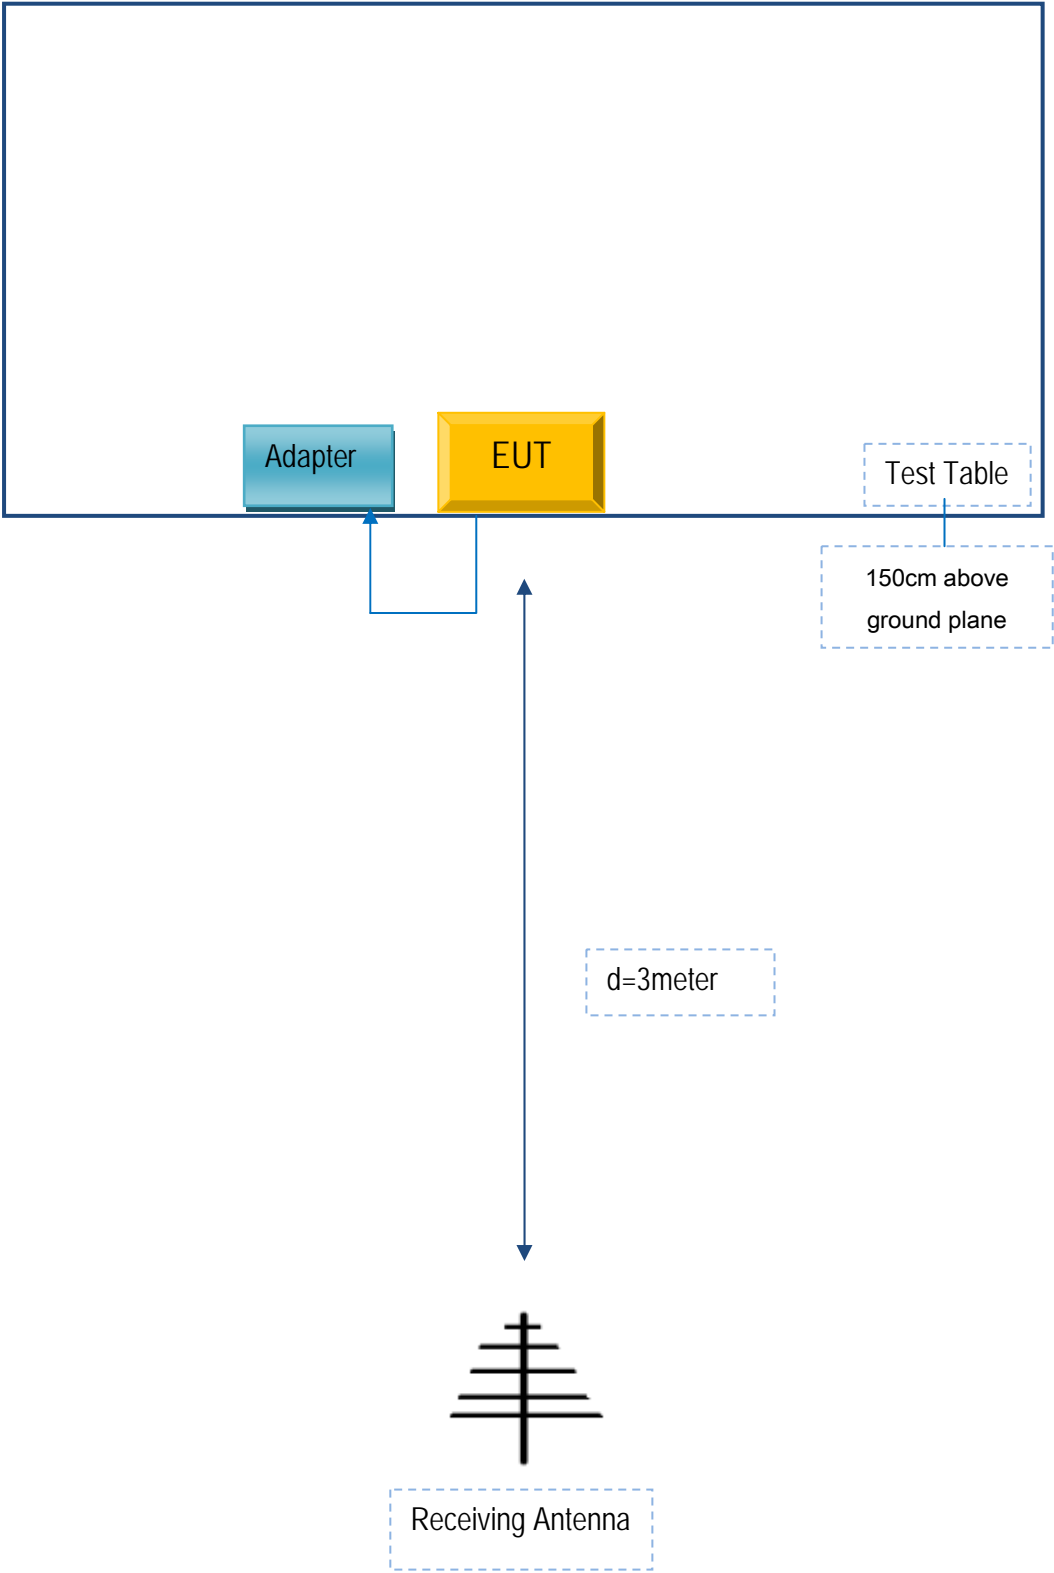 Adapter
EUT
Test Table
150cm above
ground plane
d=3meter
Receiving Antenna